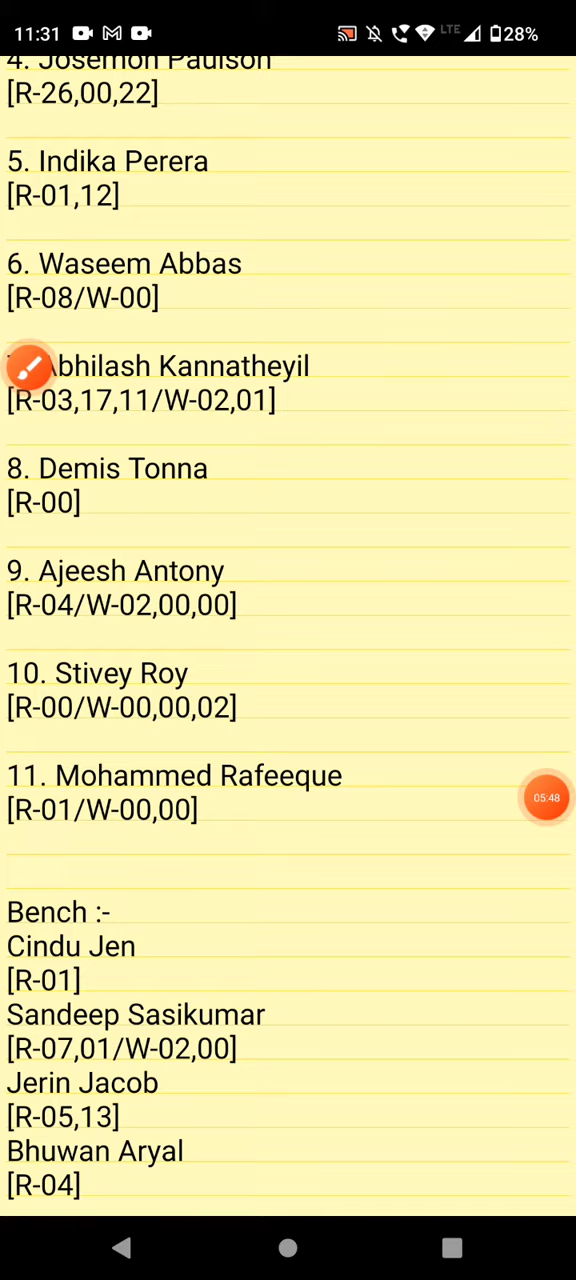 11:31
LTE
28%
4. Josemon Paulson
[R-26,00,22]
5. Indika Perera
[R-01,12]
6. Waseem Abbas
[R-08/W-00]
Abhilash Kannatheyil
[R-03,17,11/W-02,01]
8. Demis Tonna
[R-00]
9. Ajeesh Antony
[R-04/W-02,00,00]
10. Stivey Roy
[R-00/W-00,00,02]
11. Mohammed Rafeeque
05:48
[R-01/W-00,00]
Bench :-
Cindu Jen
[R-01]
Sandeep Sasikumar
[R-07,01/W-02,00]
Jerin Jacob
[R-05,13]
Bhuwan Aryal
[R-04]